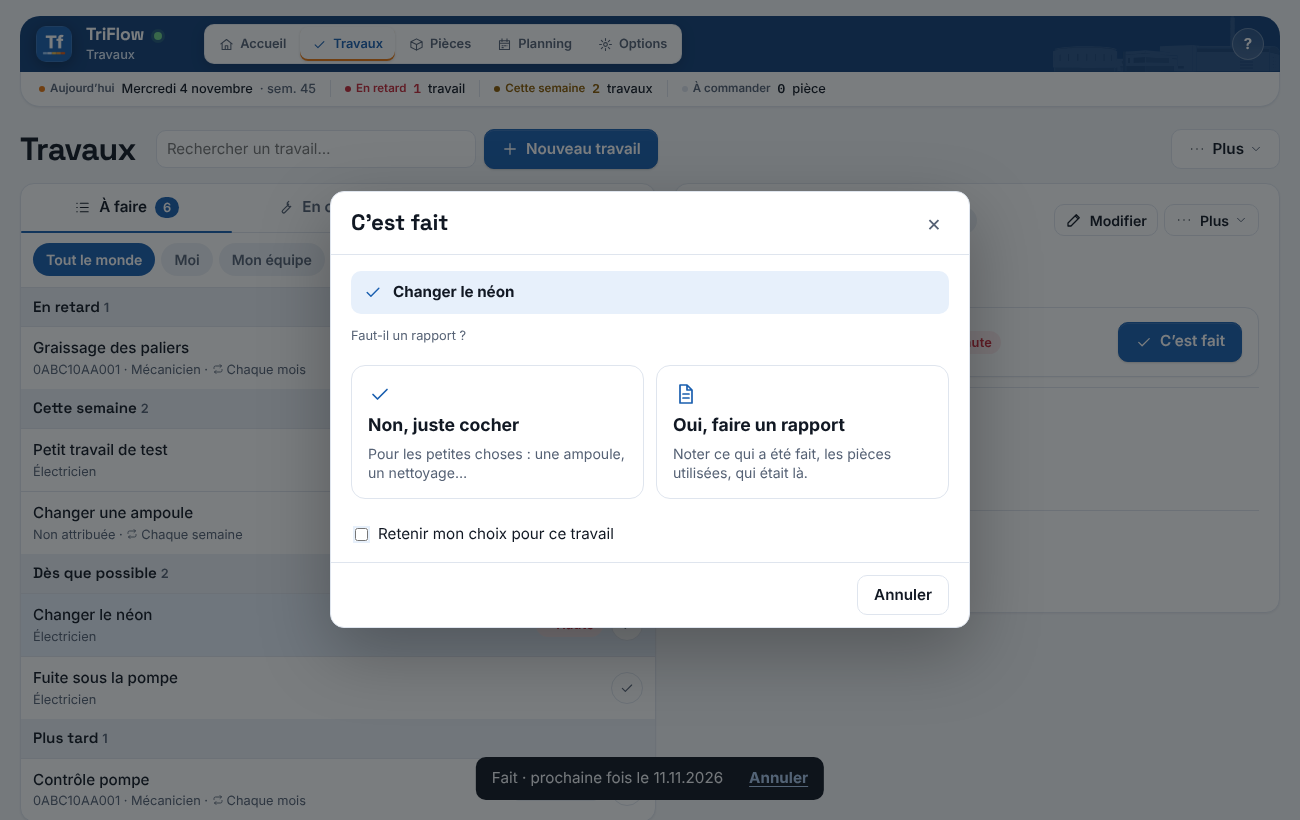 Tf
TriFlow
Travaux
Accueil
Travaux
Pièces
Planning
Options
?
Aujourd'hui Mercredi 4 novembre · sem. 45
En retard 1 travail
Cette semaine 2 travaux
À commander 0 pièce
Travaux
Rechercher un travail...
+ Nouveau travail
··· Plus
À faire 6
En c
Tout le monde
Moi
Mon équipe
Modifier
··· Plus
En retard 1
Graissage des paliers
0ABC10AA001 · Mécanicien · Chaque mois
Cette semaine 2
Petit travail de test
Électricien
Changer une ampoule
Non attribuée · Chaque semaine
Dès que possible 2
Changer le néon
Électricien
Fuite sous la pompe
Électricien
Plus tard 1
Contrôle pompe
0ABC10AA001 · Mécanicien · Chaque mois
C'est fait
C'est fait
×
Changer le néon
Faut-il un rapport ?
Non, juste cocher
Pour les petites choses : une ampoule,
un nettoyage...
Oui, faire un rapport
Noter ce qui a été fait, les pièces
utilisées, qui était là.
Retenir mon choix pour ce travail
Annuler
Fait · prochaine fois le 11.11.2026 Annuler